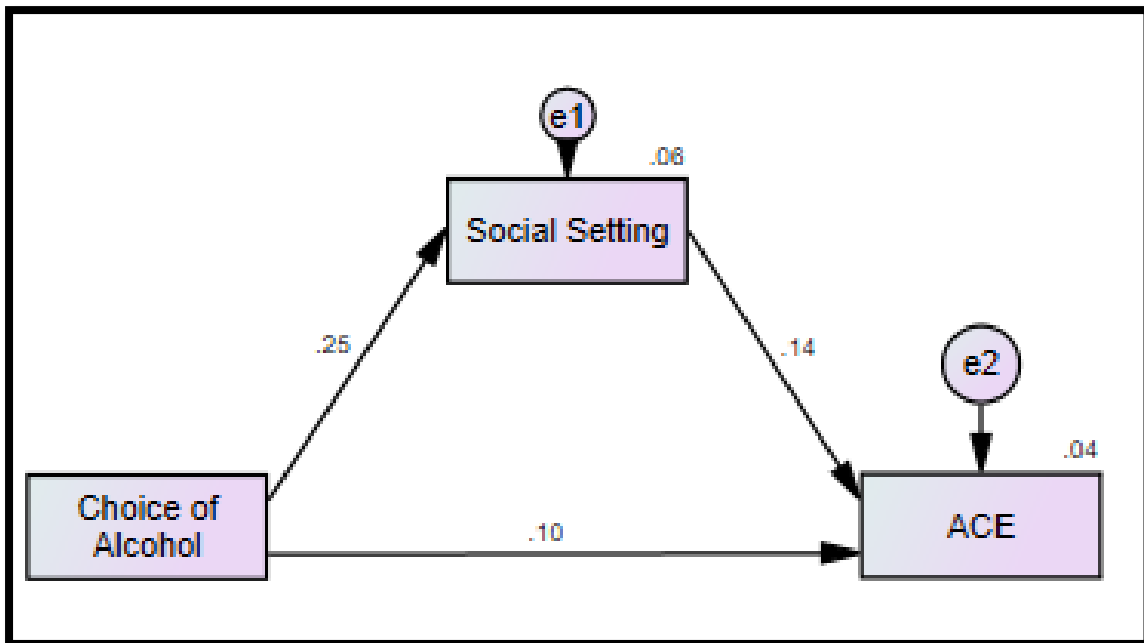 e1
.06
Social Setting
.25
.14
e2
.04
Choice of
Alcohol
.10
ACE